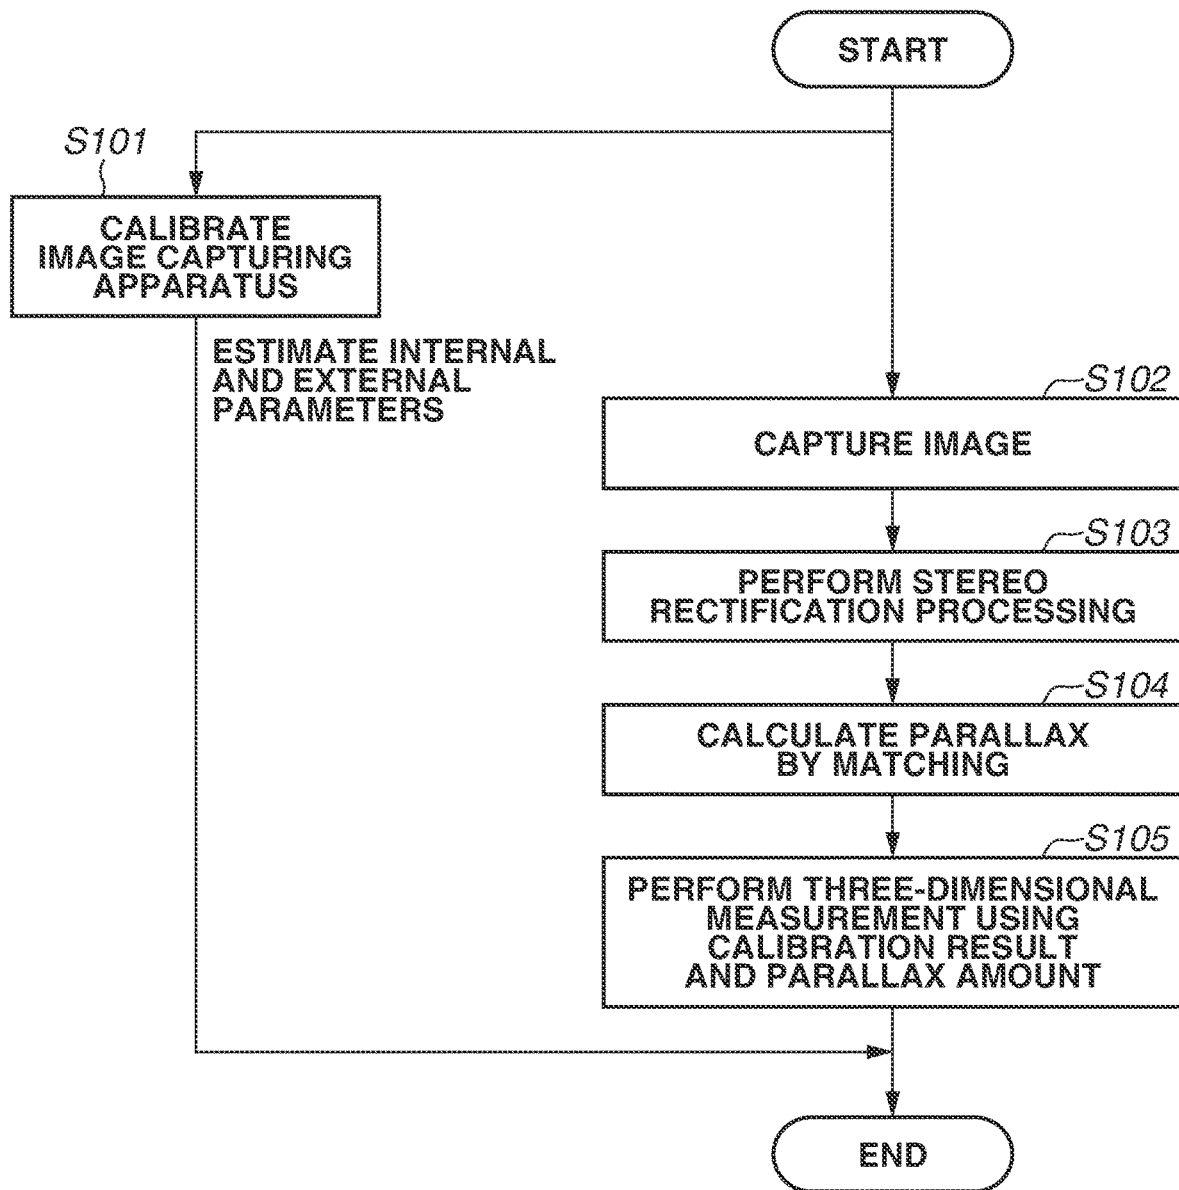 START
S101
CALIBRATE
IMAGE CAPTURING
APPARATUS
ESTIMATE INTERNAL
AND EXTERNAL
PARAMETERS
S102
CAPTURE IMAGE
S103
PERFORM STEREO
RECTIFICATION PROCESSING
S104
CALCULATE PARALLAX
BY MATCHING
S105
PERFORM THREE-DIMENSIONAL
MEASUREMENT USING
CALIBRATION RESULT
AND PARALLAX AMOUNT
END